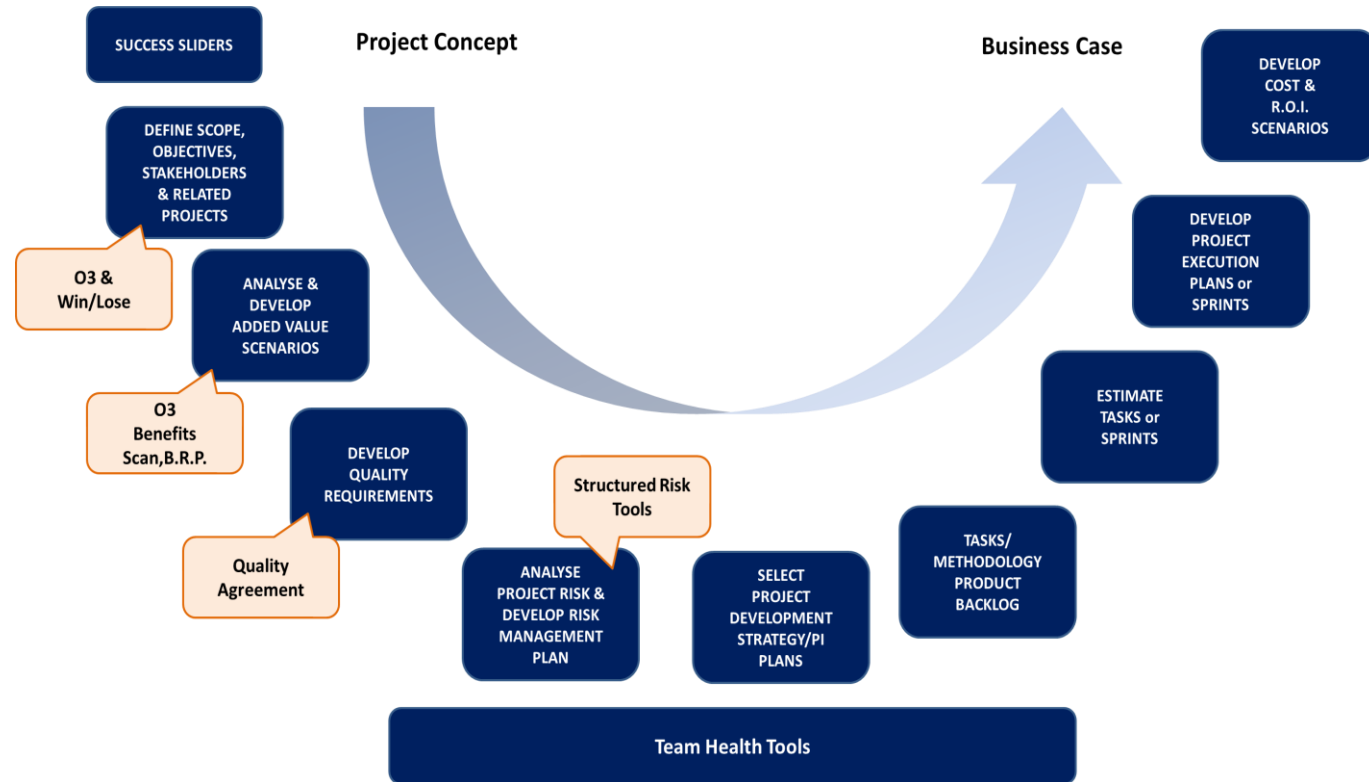 SUCCESS SLIDERS
Project Concept
Business Case
DEFINE SCOPE,
OBJECTIVES,
STAKEHOLDERS
& RELATED
PROJECTS
O3 &
Win/Lose
ANALYSE &
DEVELOP
ADDED VALUE
SCENARIOS
O3
Benefits
Scan,B.R.P.
DEVELOP
QUALITY
REQUIREMENTS
Quality
Agreement
Structured Risk
Tools
ANALYSE
PROJECT RISK &
DEVELOP RISK
MANAGEMENT
PLAN
SELECT
PROJECT
DEVELOPMENT
STRATEGY/PI
PLANS
TASKS/
METHODOLOGY
PRODUCT
BACKLOG
ESTIMATE
TASKS or
SPRINTS
DEVELOP
PROJECT
EXECUTION
PLANS or
SPRINTS
DEVELOP
COST &
R.O.I.
SCENARIOS
Team Health Tools